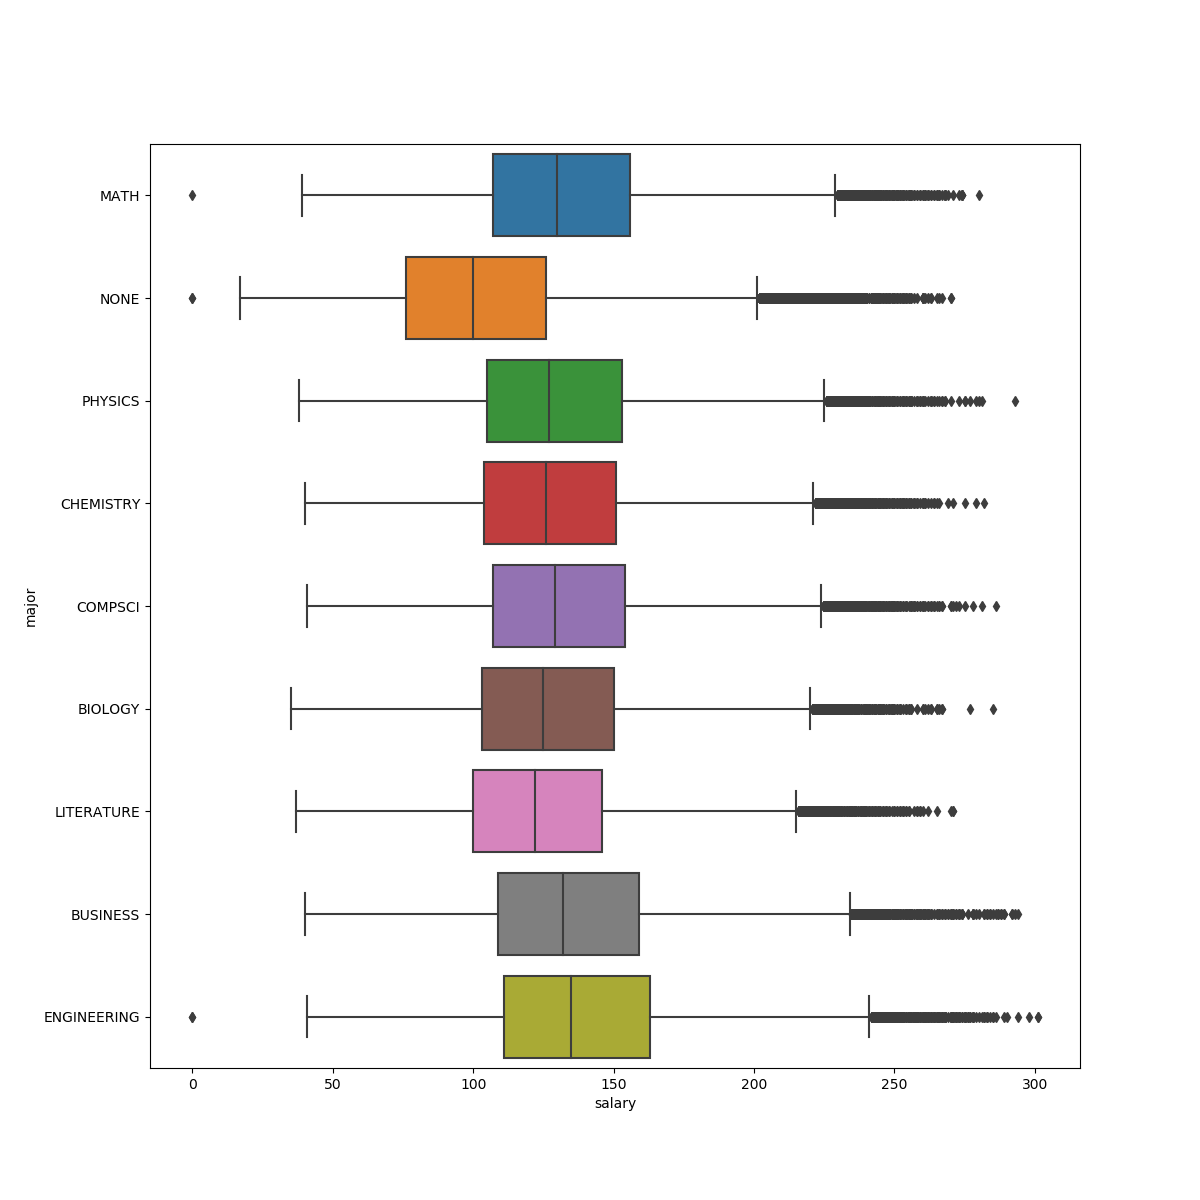 MATH
NONE
PHYSICS
CHEMISTRY
COMPSCI
BIOLOGY
LITERATURE
BUSINESS
ENGINEERING
major
0 50 100 150 200 250 300
salary